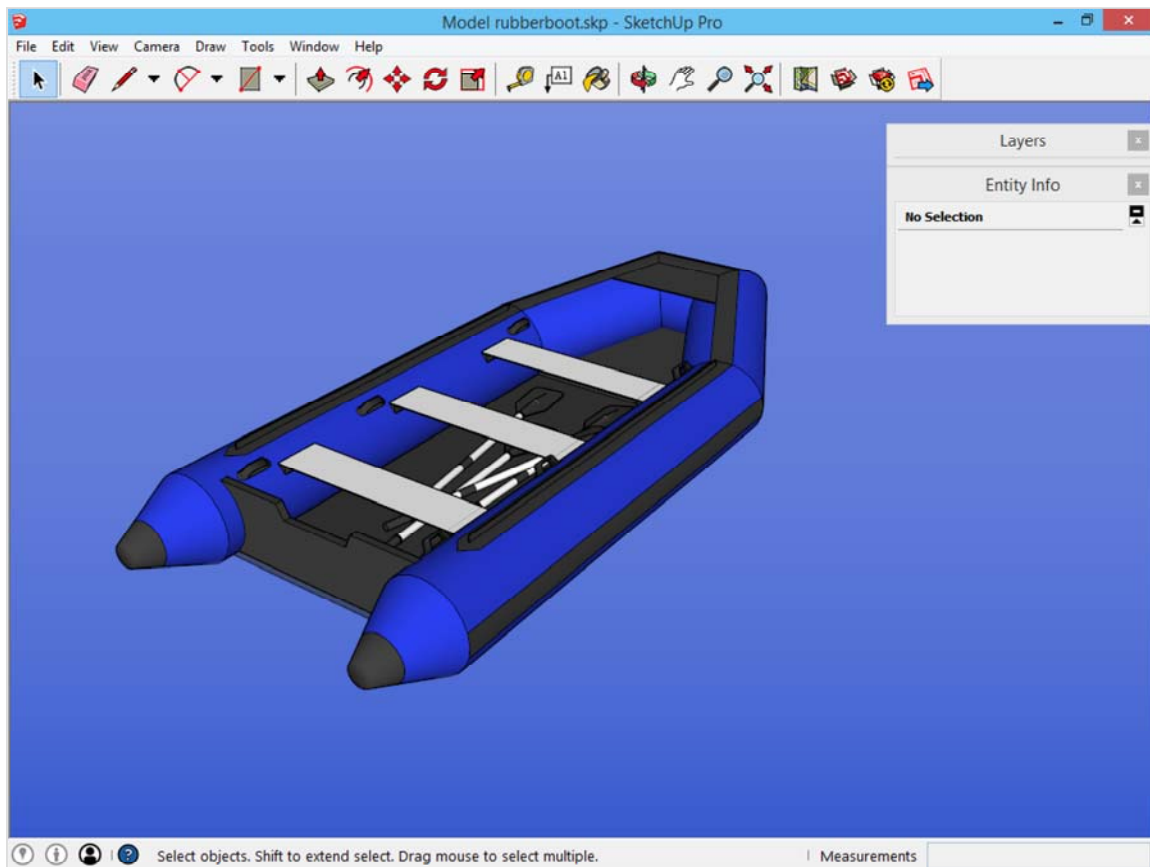 Model rubberboot.skp - SketchUp Pro
File Edit View Camera Draw Tools Window Help
A1
Layers
Entity Info
No Selection
Select objects. Shift to extend select. Drag mouse to select multiple.
Measurements